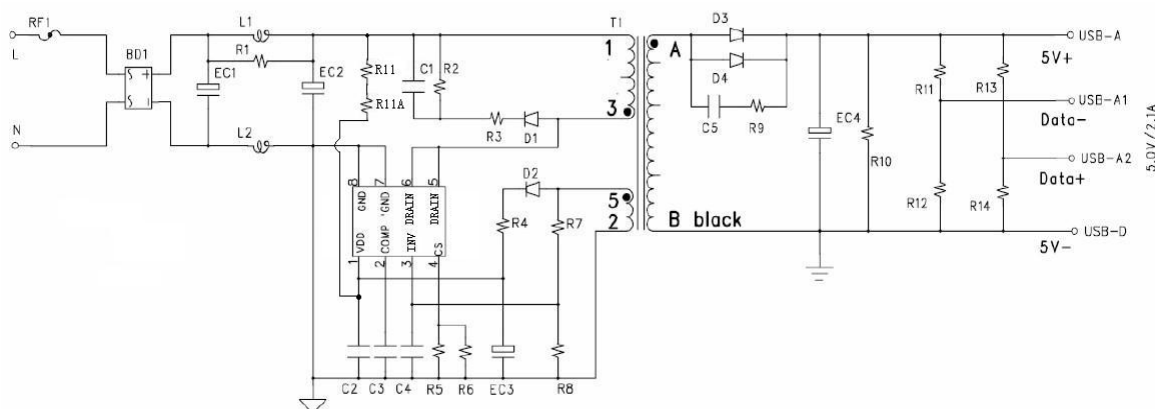 RF1
L
BD1
N
L1
R1
EC1
EC2
L2
R11
R11A
C1
R2
R3
D1
T1
1
3
5
2
A
B black
D3
D4
C5
R9
EC4
R10
R11
R13
R12
R14
USB-A
5V+
USB-A1
Data-
USB-A2
Data+
USB-D
5V-
5.0V/2.1A
8 7 6 5
GND 'GND DRAIN DRAIN
VDD COMP INV CS
1 2 3 4
D2
R4
R7
C2 C3 C4 R5 R6 EC3 R8